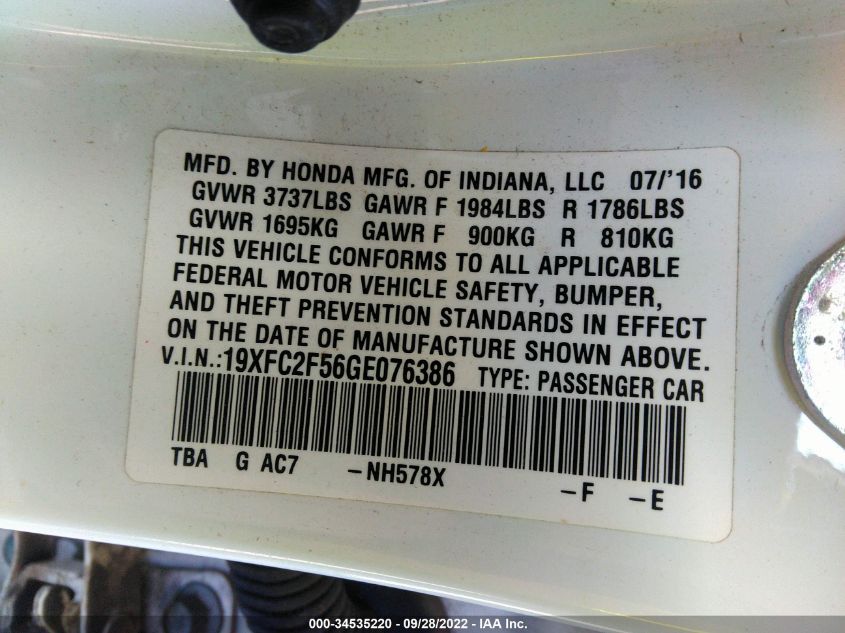 MFD. BY HONDA MFG. OF INDIANA, LLC 07/'16
GVWR 3737LBS GAWR F 1984LBS R 1786LBS
GVWR 1695KG GAWR F 900KG R 810KG
THIS VEHICLE CONFORMS TO ALL APPLICABLE
FEDERAL MOTOR VEHICLE SAFETY, BUMPER,
AND THEFT PREVENTION STANDARDS IN EFFECT
ON THE DATE OF MANUFACTURE SHOWN ABOVE.
V.I.N.:19XFC2F56GE076386 TYPE: PASSENGER CAR
TBA G AC7 -NH578X -F -E
000-34535220 - 09/28/2022 - IAA Inc.